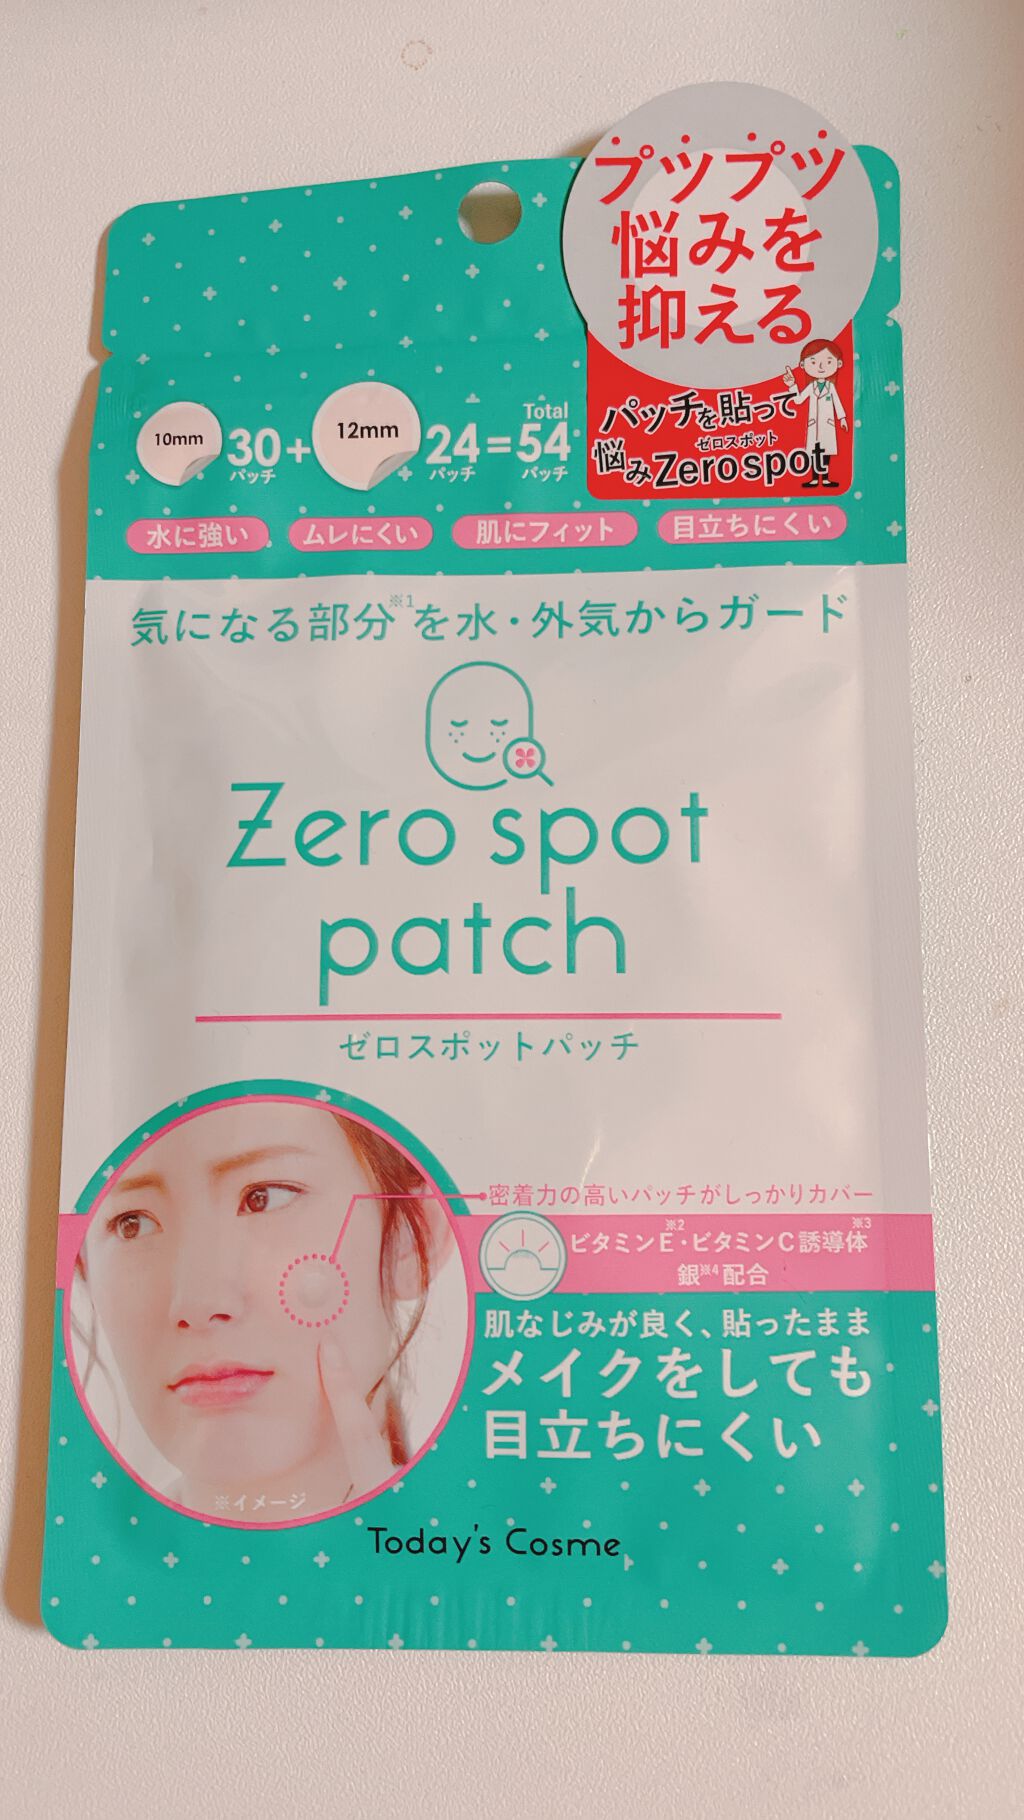 プツプツ
悩みを
抑える
パッチを貼って
ゼロスポット
悩みZero spot
Total
10mm 30+ 12mm 24=54
パッチ パッチ パッチ
水に強い ムレにくい 肌にフィット 目立ちにくい
気になる部分※1を水・外気からガード
Zero spot
patch
ゼロスポットパッチ
密着力の高いパッチがしっかりカバー
ビタミンE※2・ビタミンC誘導体※3
銀※4配合
肌なじみが良く、貼ったまま
メイクをしても
目立ちにくい
※イメージ
Today's Cosme